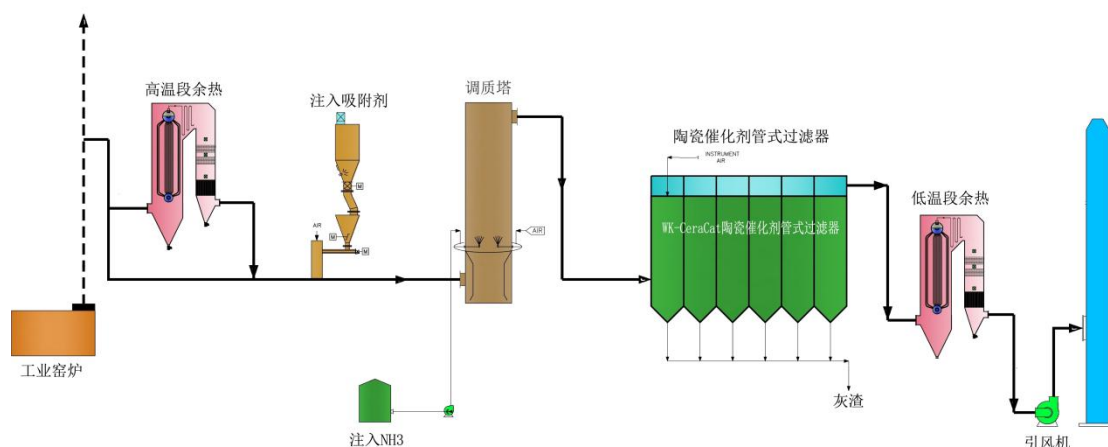 高温段余热
注入吸附剂
调质塔
陶瓷催化剂管式过滤器
INSTRUMENT
AIR
低温段余热
WK-CeraCat陶瓷催化剂管式过滤器
M
AIR
M
M
AIR
工业窑炉
灰渣
注入NH3
引风机